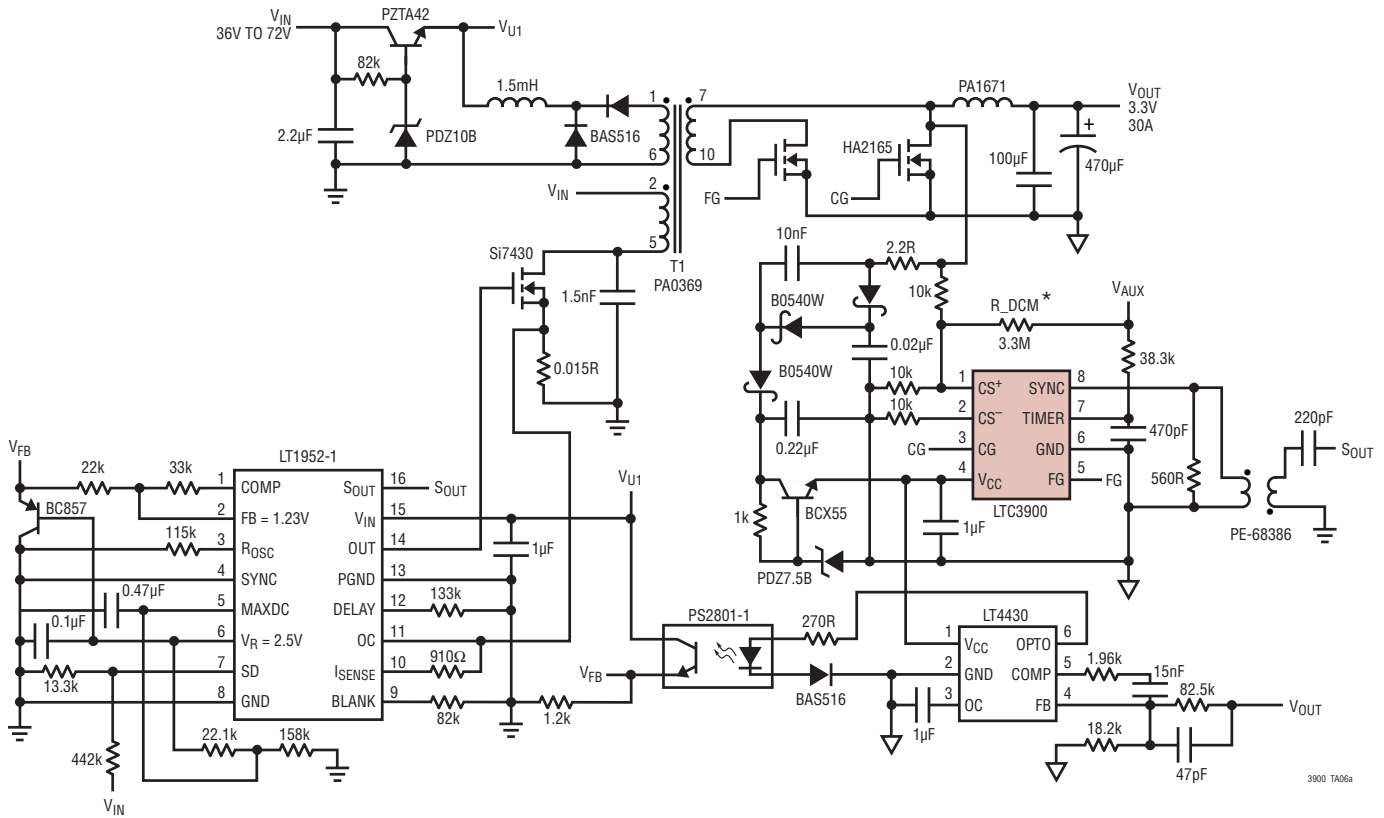 VIN
36V TO 72V
PZTA42
VU1
82k
1.5mH
2.2µF
PDZ10B
BAS516
1
6
7
10
PA1671
VOUT
3.3V
30A
HA2165
100µF
+
470µF
FG
CG
VIN
2
5
T1
PA0369
Si7430
1.5nF
0.015R
10nF
2.2R
10k
B0540W
B0540W
0.02µF
R_DCM*
3.3M
VAUX
38.3k
10k
10k
0.22µF
CG
1 CS+ SYNC 8
2 CS− TIMER 7
3 CG GND 6
4 VCC FG 5
FG
LTC3900
470pF
560R
220pF
SOUT
PE-68386
1k
BCX55
1µF
PDZ7.5B
VFB
22k
33k
BC857
115k
0.47µF
0.1µF
13.3k
442k
VIN
22.1k
158k
LT1952-1
1 COMP SOUT 16
SOUT
2 FB = 1.23V VIN 15
3 ROSC OUT 14
4 SYNC PGND 13
5 MAXDC DELAY 12
6 VR = 2.5V OC 11
7 SD ISENSE 10
8 GND BLANK 9
VU1
1µF
133k
910Ω
82k
1.2k
VFB
PS2801-1
270R
BAS516
LT4430
1 VCC OPTO 6
2 GND COMP 5
3 OC FB 4
1µF
1.96k
15nF
82.5k
VOUT
18.2k
47pF
3900 TA06a